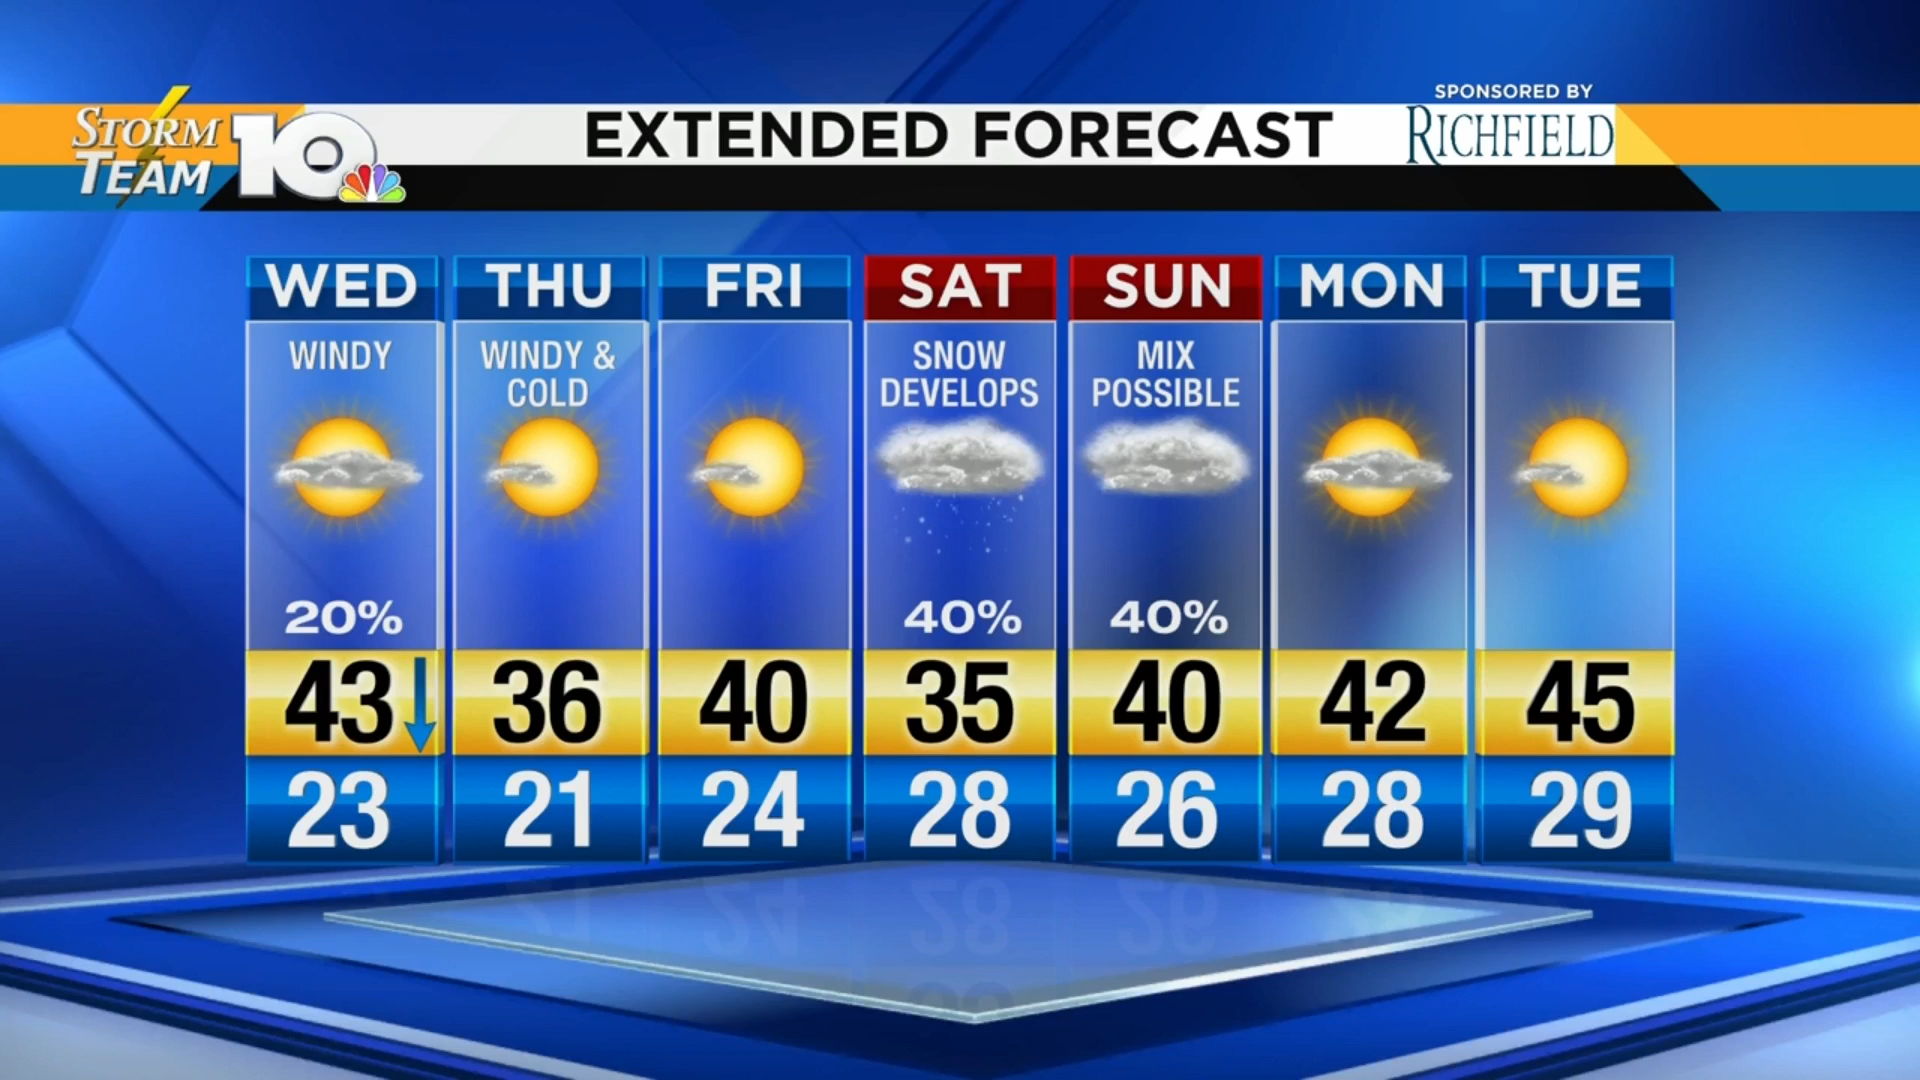 SPONSORED BY
STORM
TEAM
10
EXTENDED FORECAST
RICHFIELD
WED
THU
FRI
SAT
SUN
MON
TUE
WINDY
WINDY &
COLD
SNOW
DEVELOPS
MIX
POSSIBLE
20%
40%
40%
43
36
40
35
40
42
45
23
21
24
28
26
28
29